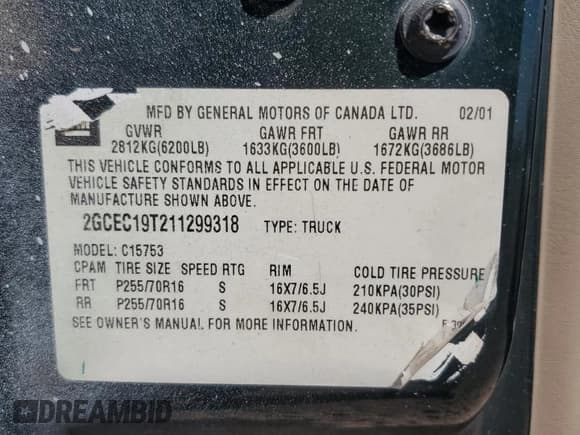 MFD BY GENERAL MOTORS OF CANADA LTD. 02/01
GVWR GAWR FRT GAWR RR
2812KG(6200LB) 1633KG(3600LB) 1672KG(3686LB)
THIS VEHICLE CONFORMS TO ALL APPLICABLE U.S. FEDERAL MOTOR
VEHICLE SAFETY STANDARDS IN EFFECT ON THE DATE OF
MANUFACTURE SHOWN ABOVE.
2GCEC19T211299318 TYPE: TRUCK
MODEL: C15753
CPAM TIRE SIZE SPEED RTG RIM COLD TIRE PRESSURE
FRT P255/70R16 S 16X7/6.5J 210KPA(30PSI)
RR P255/70R16 S 16X7/6.5J 240KPA(35PSI)
SEE OWNER'S MANUAL FOR MORE INFORMATION.
DREAMBID